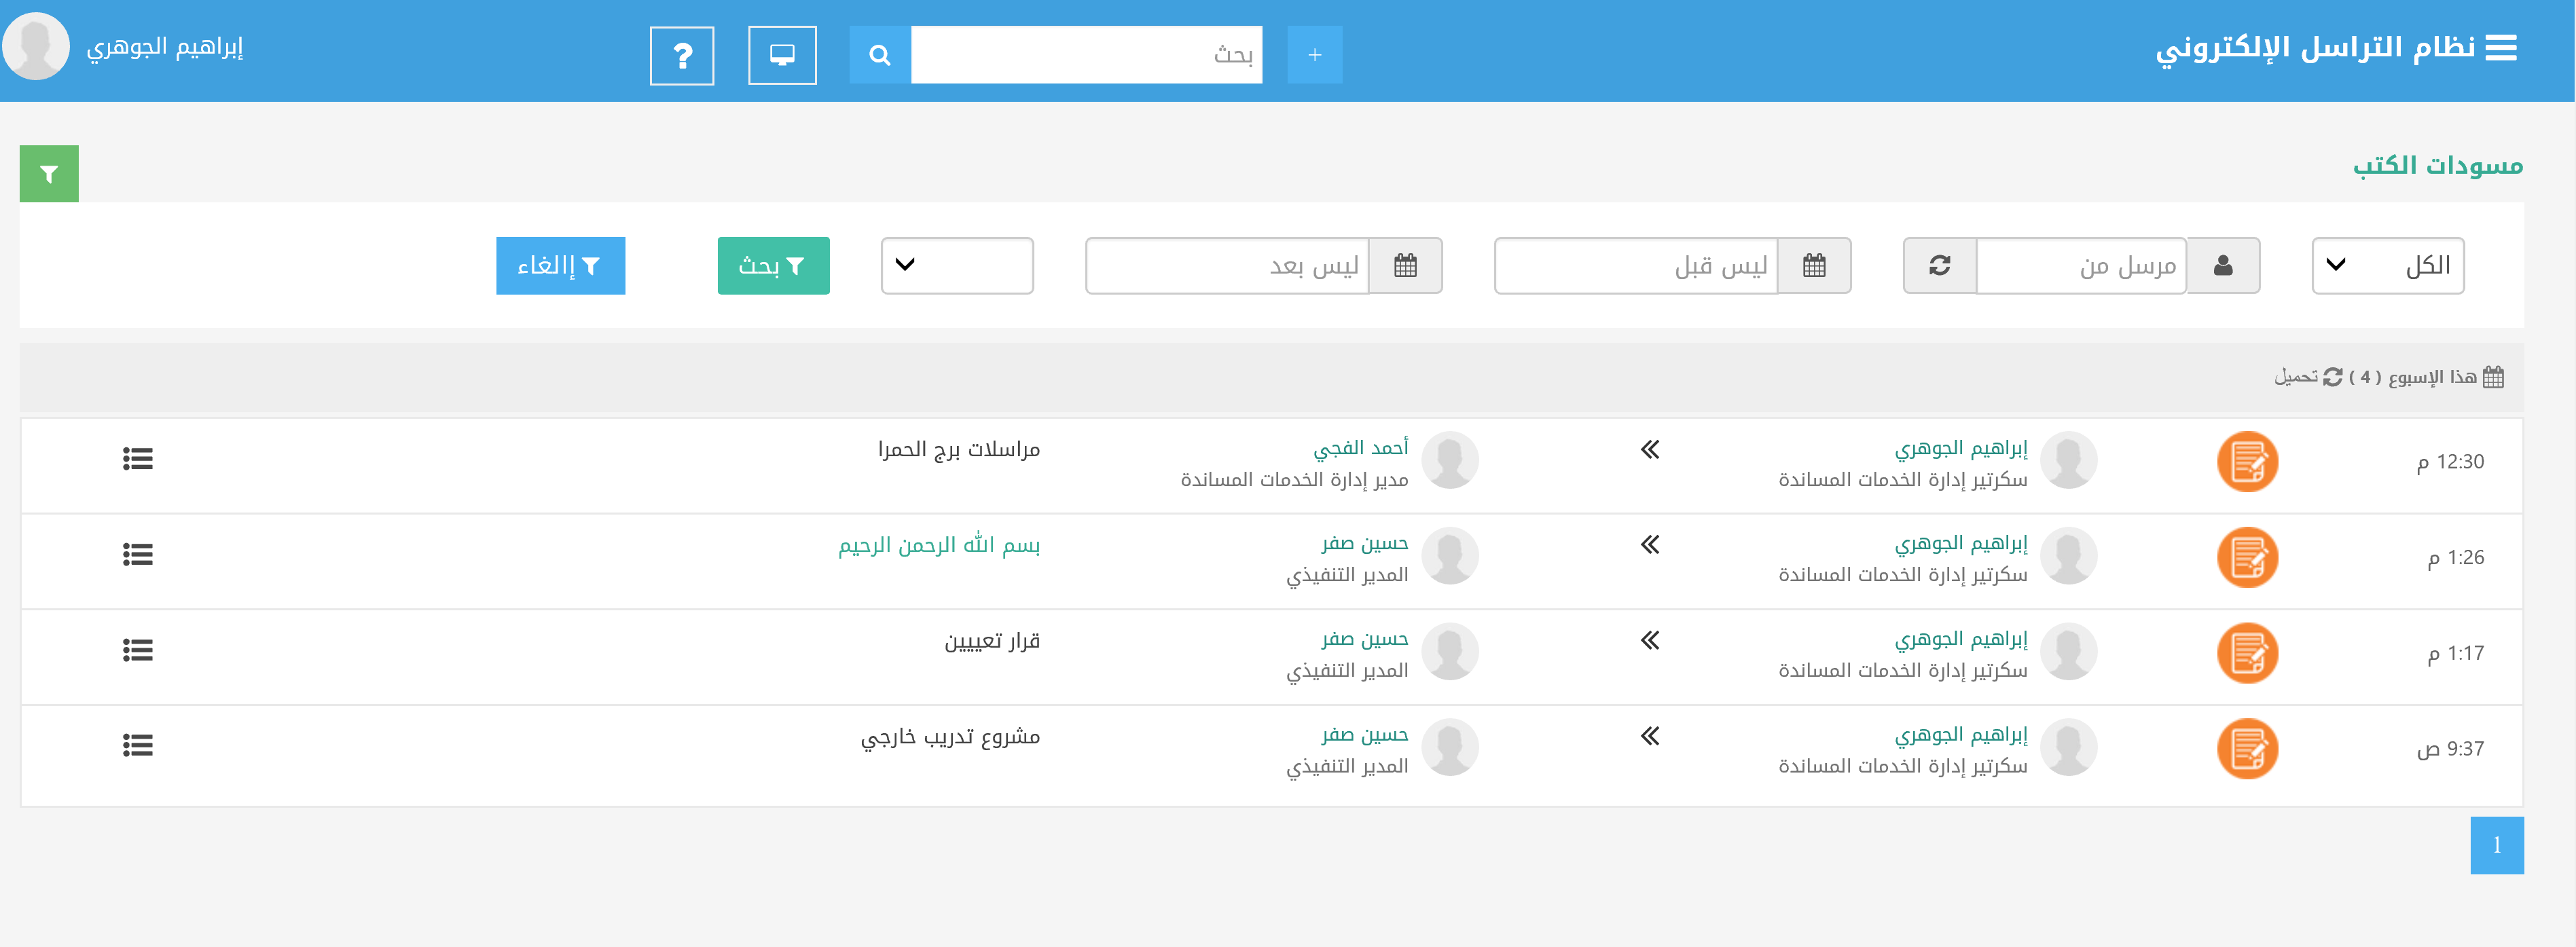 نظام التراسل الإلكتروني
+
بحث
?
إبراهيم الجوهري
مسودات الكتب
الكل
مرسل من
ليس قبل
ليس بعد
بحث
إالغاء
هذا الإسبوع ( 4 ) تحميل
12:30 م
إبراهيم الجوهري
سكرتير إدارة الخدمات المساندة
أحمد الفجي
مدير إدارة الخدمات المساندة
مراسلات برج الحمرا
1:26 م
إبراهيم الجوهري
سكرتير إدارة الخدمات المساندة
حسين صفر
المدير التنفيذي
بسم الله الرحمن الرحيم
1:17 م
إبراهيم الجوهري
سكرتير إدارة الخدمات المساندة
حسين صفر
المدير التنفيذي
قرار تعييين
9:37 ص
إبراهيم الجوهري
سكرتير إدارة الخدمات المساندة
حسين صفر
المدير التنفيذي
مشروع تدريب خارجي
1